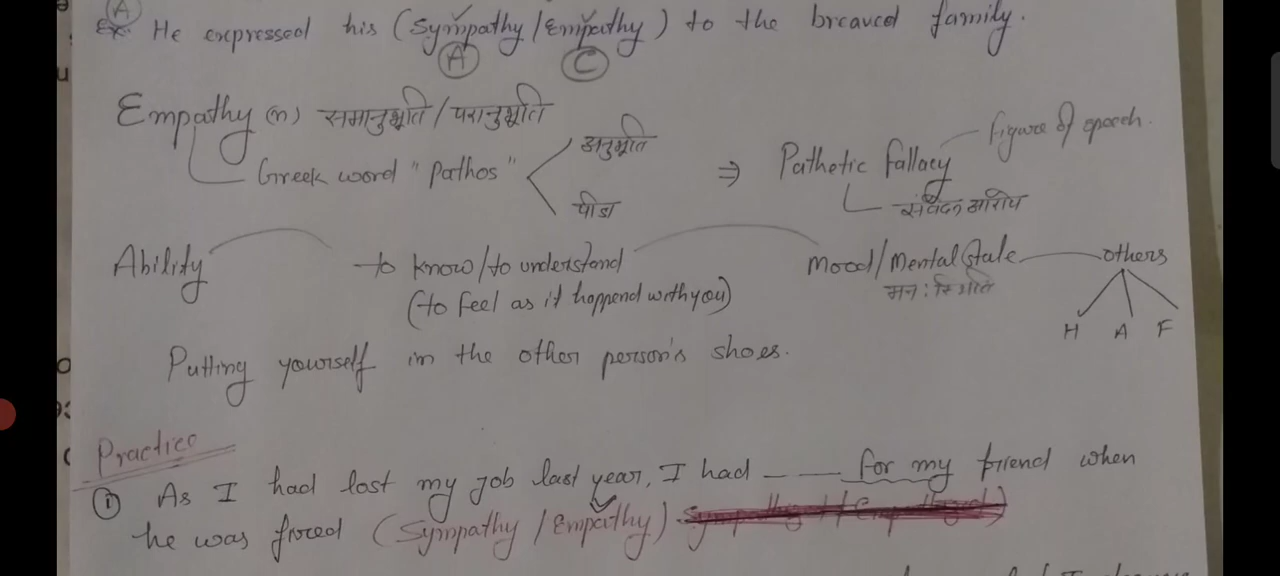 A
Ex. He expressed his (Sympathy/Empathy) to the breaved family.
A C
Empathy (n) समानुभूति/परानुभूति
Greek word "Pathos" अनुभूति पीडा ⇒ Pathetic fallacy figure of speech.
संवेदन आरोप
Ability to know/to understand Mood/Mental State others
(to feel as it happend with you) मन:स्थिति H A F
Putting yourself in the other person's shoes.
Practice
① As I had lost my job last year, I had ______ for my friend when
he was firced (Sympathy/Empathy)